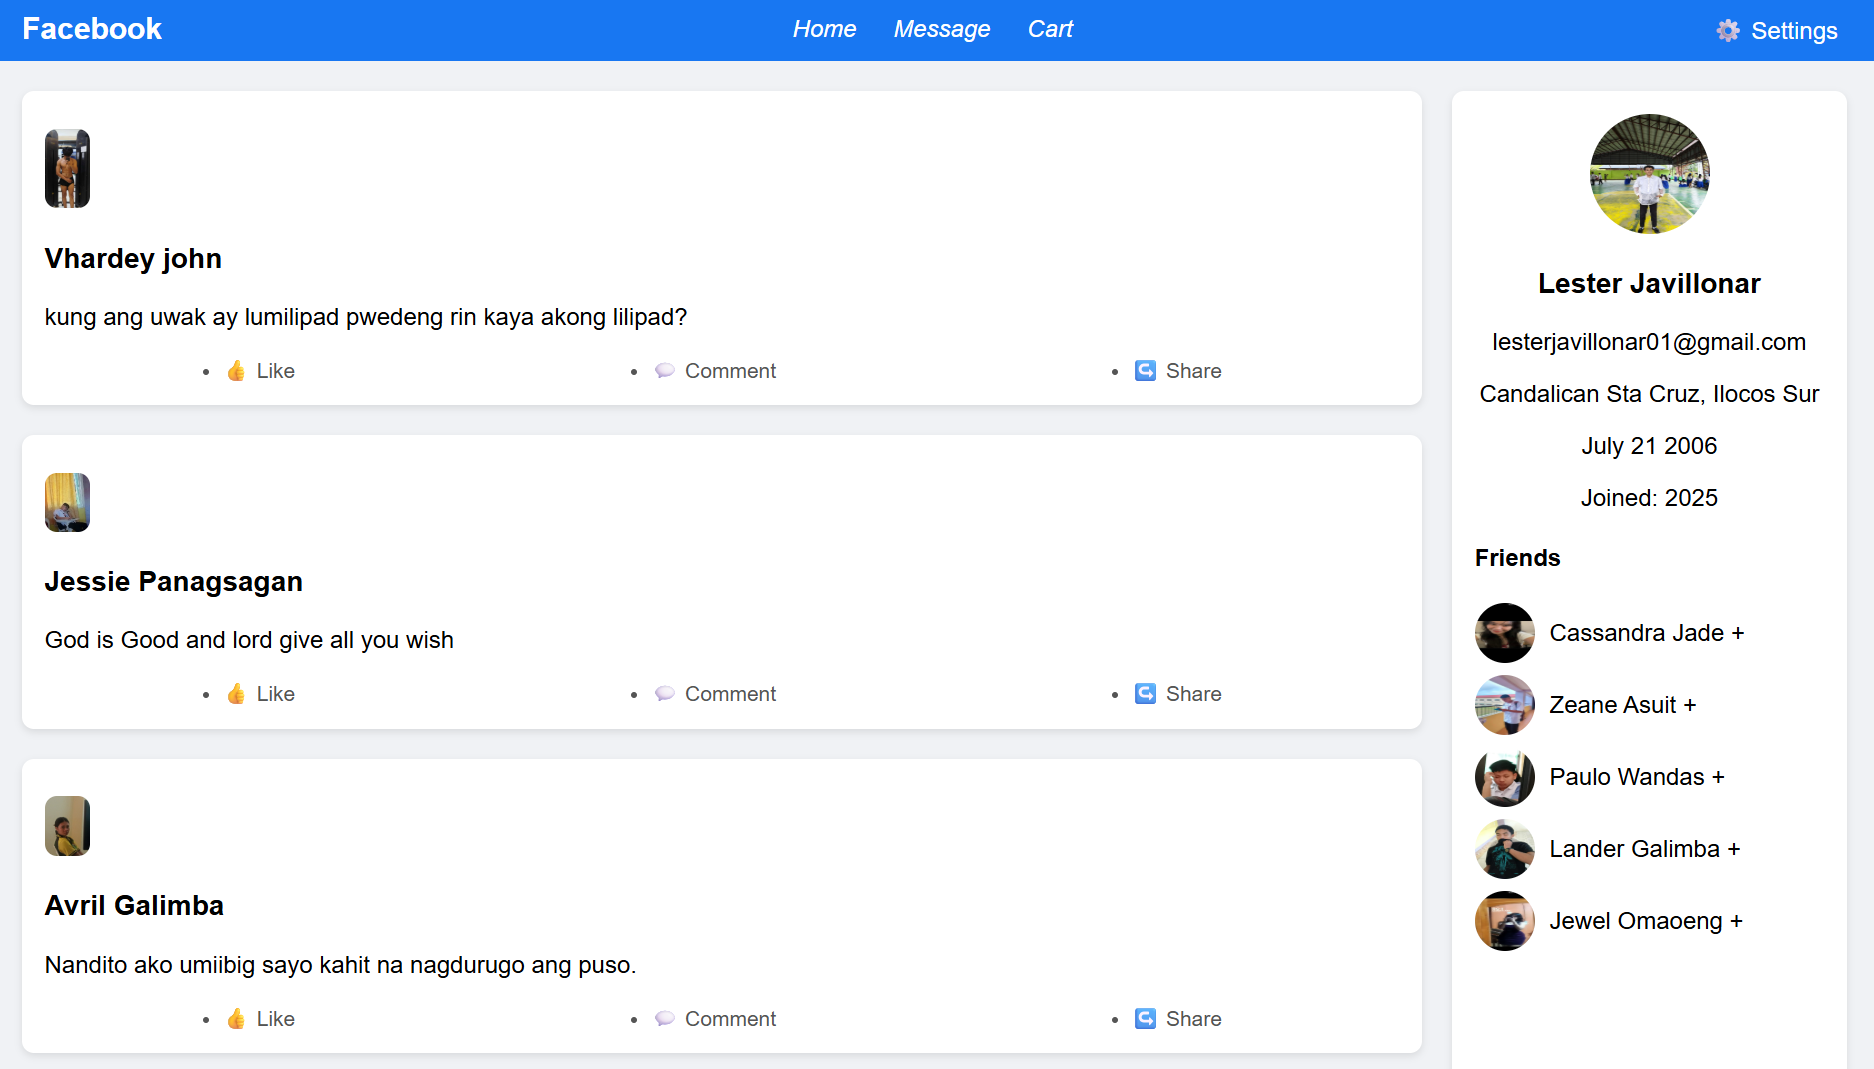 Facebook
Home Message Cart
Settings
Vhardey john
kung ang uwak ay lumilipad pwedeng rin kaya akong lilipad?
Like Comment Share
Jessie Panagsagan
God is Good and lord give all you wish
Like Comment Share
Avril Galimba
Nandito ako umiibig sayo kahit na nagdurugo ang puso.
Like Comment Share
Lester Javillonar
lesterjavillonar01@gmail.com
Candalican Sta Cruz, Ilocos Sur
July 21 2006
Joined: 2025
Friends
Cassandra Jade +
Zeane Asuit +
Paulo Wandas +
Lander Galimba +
Jewel Omaoeng +